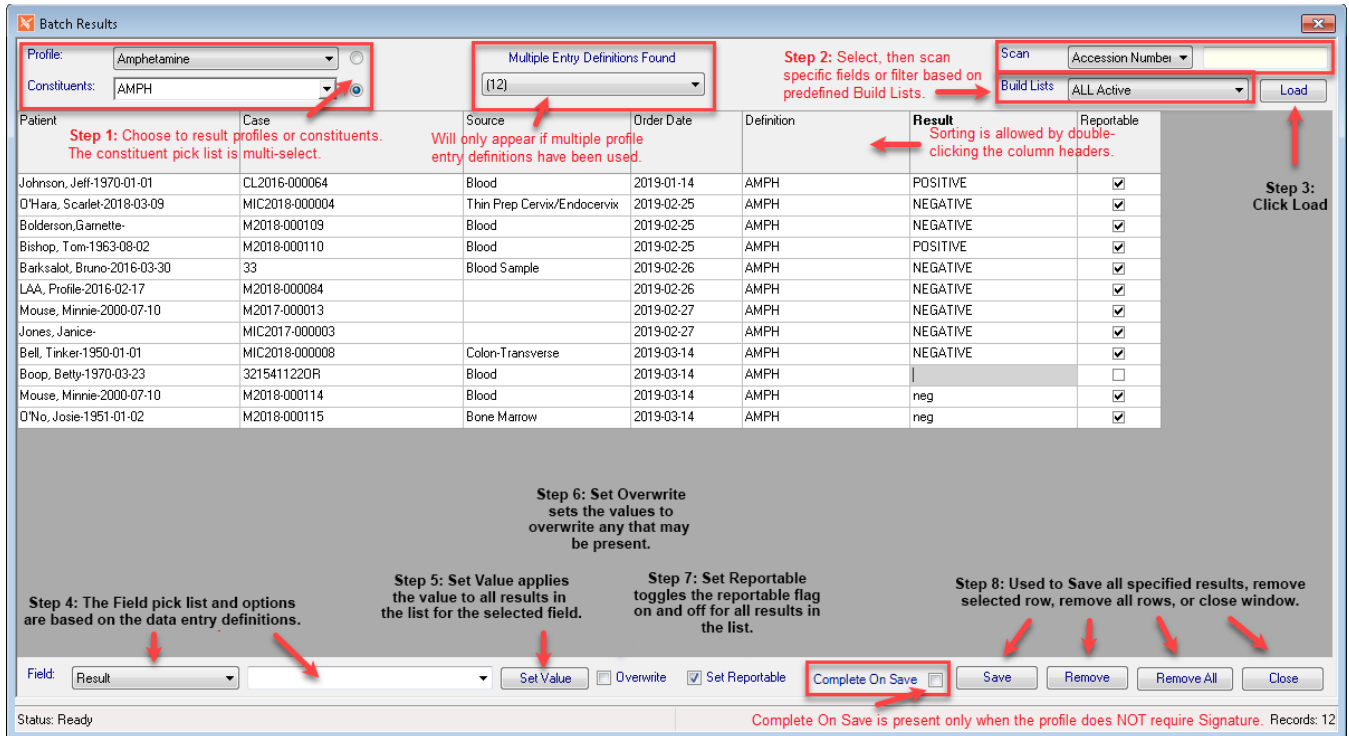 Batch Results
Profile: Amphetamine
Constituents: AMPH
Multiple Entry Definitions Found
(12)
Step 2: Select, then scan
specific fields or filter based on
predefined Build Lists.
Scan Accession Number
Build Lists ALL Active Load
Patient Case Source Order Date Definition Result Reportable
Step 1: Choose to result profiles or constituents.
The constituent pick list is multi-select.
Will only appear if multiple profile
entry definitions have been used.
Sorting is allowed by double-
clicking the column headers.
Step 3:
Click Load
Johnson, Jeff-1970-01-01 CL2016-000064 Blood 2019-01-14 AMPH POSITIVE
O'Hara, Scarlet-2018-03-09 MIC2018-000004 Thin Prep Cervix/Endocervix 2019-02-25 AMPH NEGATIVE
Bolderson,Garnette- M2018-000109 Blood 2019-02-25 AMPH NEGATIVE
Bishop, Tom-1963-08-02 M2018-000110 Blood 2019-02-25 AMPH POSITIVE
Barksalot, Bruno-2016-03-30 33 Blood Sample 2019-02-26 AMPH NEGATIVE
LAA, Profile-2016-02-17 M2018-000084 2019-02-26 AMPH NEGATIVE
Mouse, Minnie-2000-07-10 M2017-000013 2019-02-27 AMPH NEGATIVE
Jones, Janice- MIC2017-000003 2019-02-27 AMPH NEGATIVE
Bell, Tinker-1950-01-01 MIC2018-000008 Colon-Transverse 2019-03-14 AMPH NEGATIVE
Boop, Betty-1970-03-23 321541122OR Blood 2019-03-14 AMPH
Mouse, Minnie-2000-07-10 M2018-000114 Blood 2019-03-14 AMPH neg
O'No, Josie-1951-01-02 M2018-000115 Bone Marrow 2019-03-14 AMPH neg
Step 6: Set Overwrite
sets the values to
overwrite any that may
be present.
Step 4: The Field pick list and options
are based on the data entry definitions.
Step 5: Set Value applies
the value to all results in
the list for the selected field.
Step 7: Set Reportable
toggles the reportable flag
on and off for all results in
the list.
Step 8: Used to Save all specified results, remove
selected row, remove all rows, or close window.
Field: Result Set Value Overwrite Set Reportable Complete On Save Save Remove Remove All Close
Status: Ready Complete On Save is present only when the profile does NOT require Signature. Records: 12